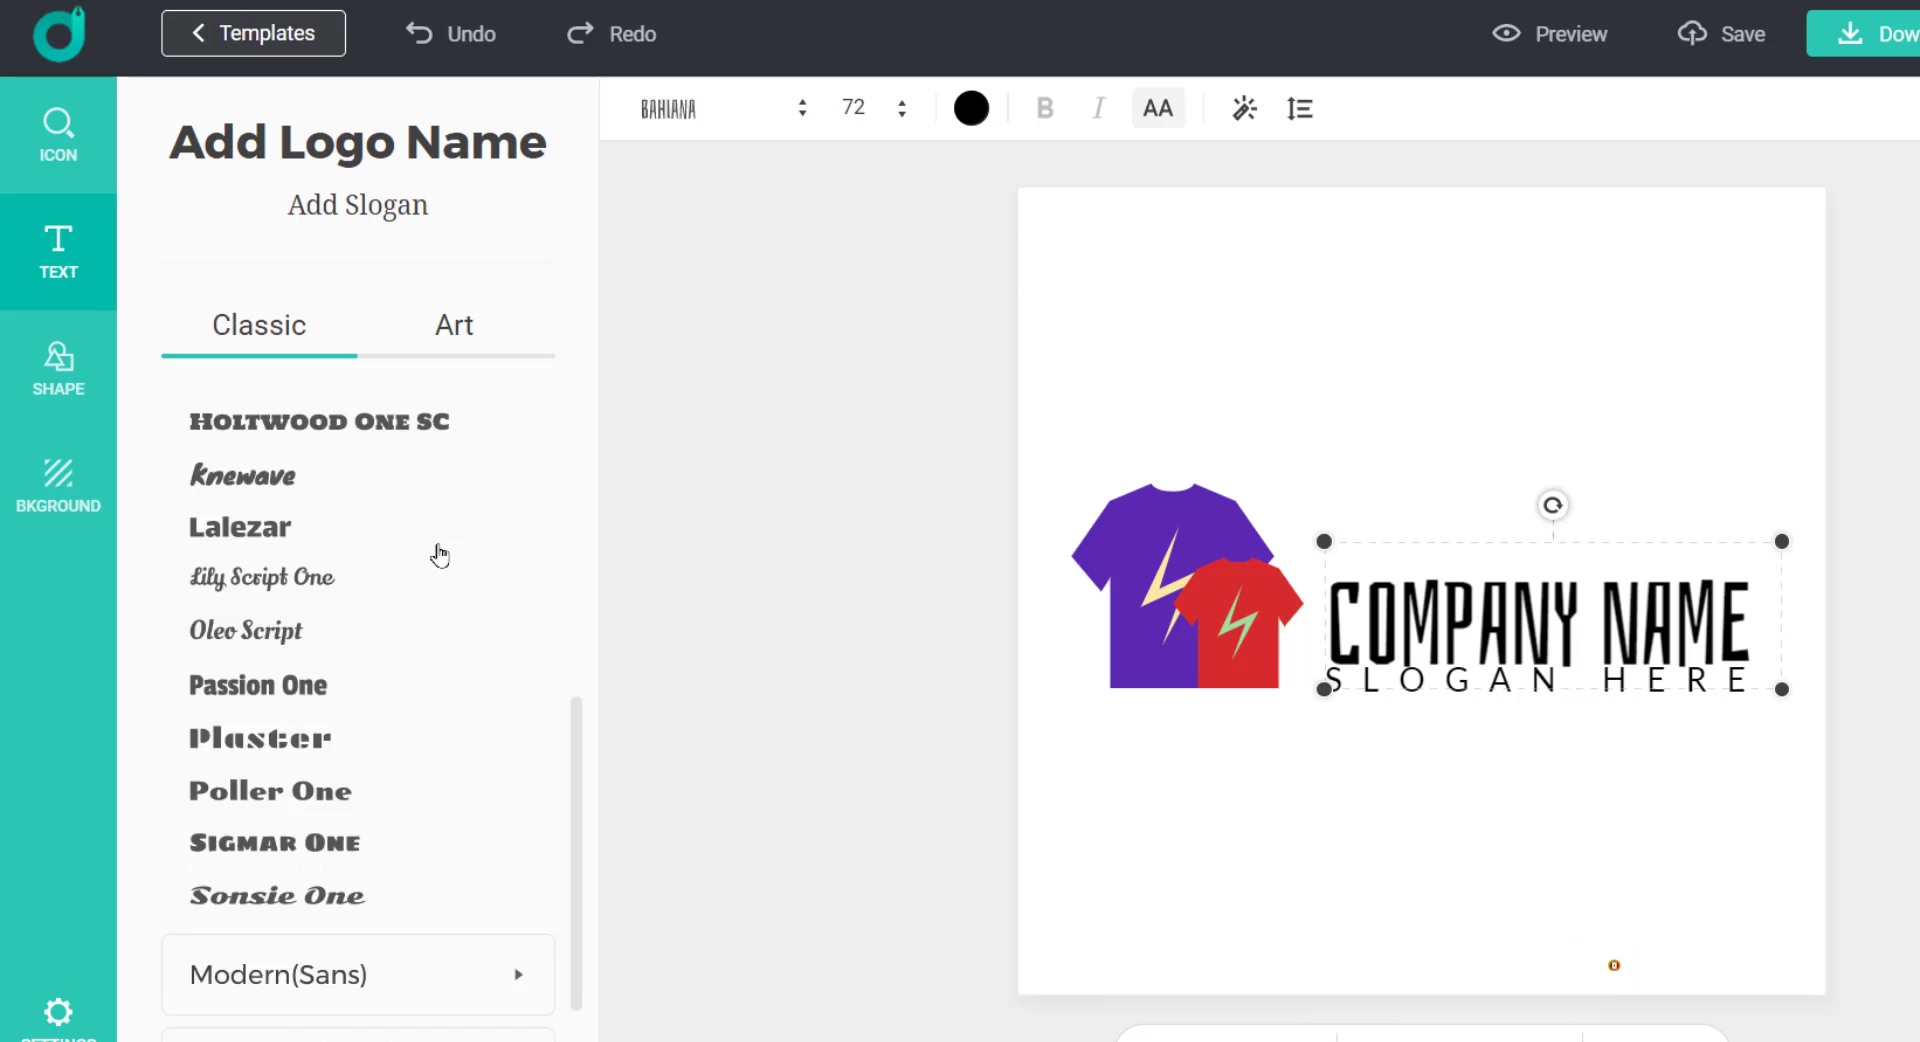 Templates Undo Redo Preview Save Dow
ICON
TEXT
SHAPE
BKGROUND
SETTINGS
Add Logo Name
Add Slogan
Classic Art
HOLTWOOD ONE SC
Knewave
Lalezar
Lily Script One
Oleo Script
Passion One
Plaster
Poller One
SIGMAR ONE
Sonsie One
Modern(Sans)
BAHIANA 72 B I AA
COMPANY NAME
SLOGAN HERE